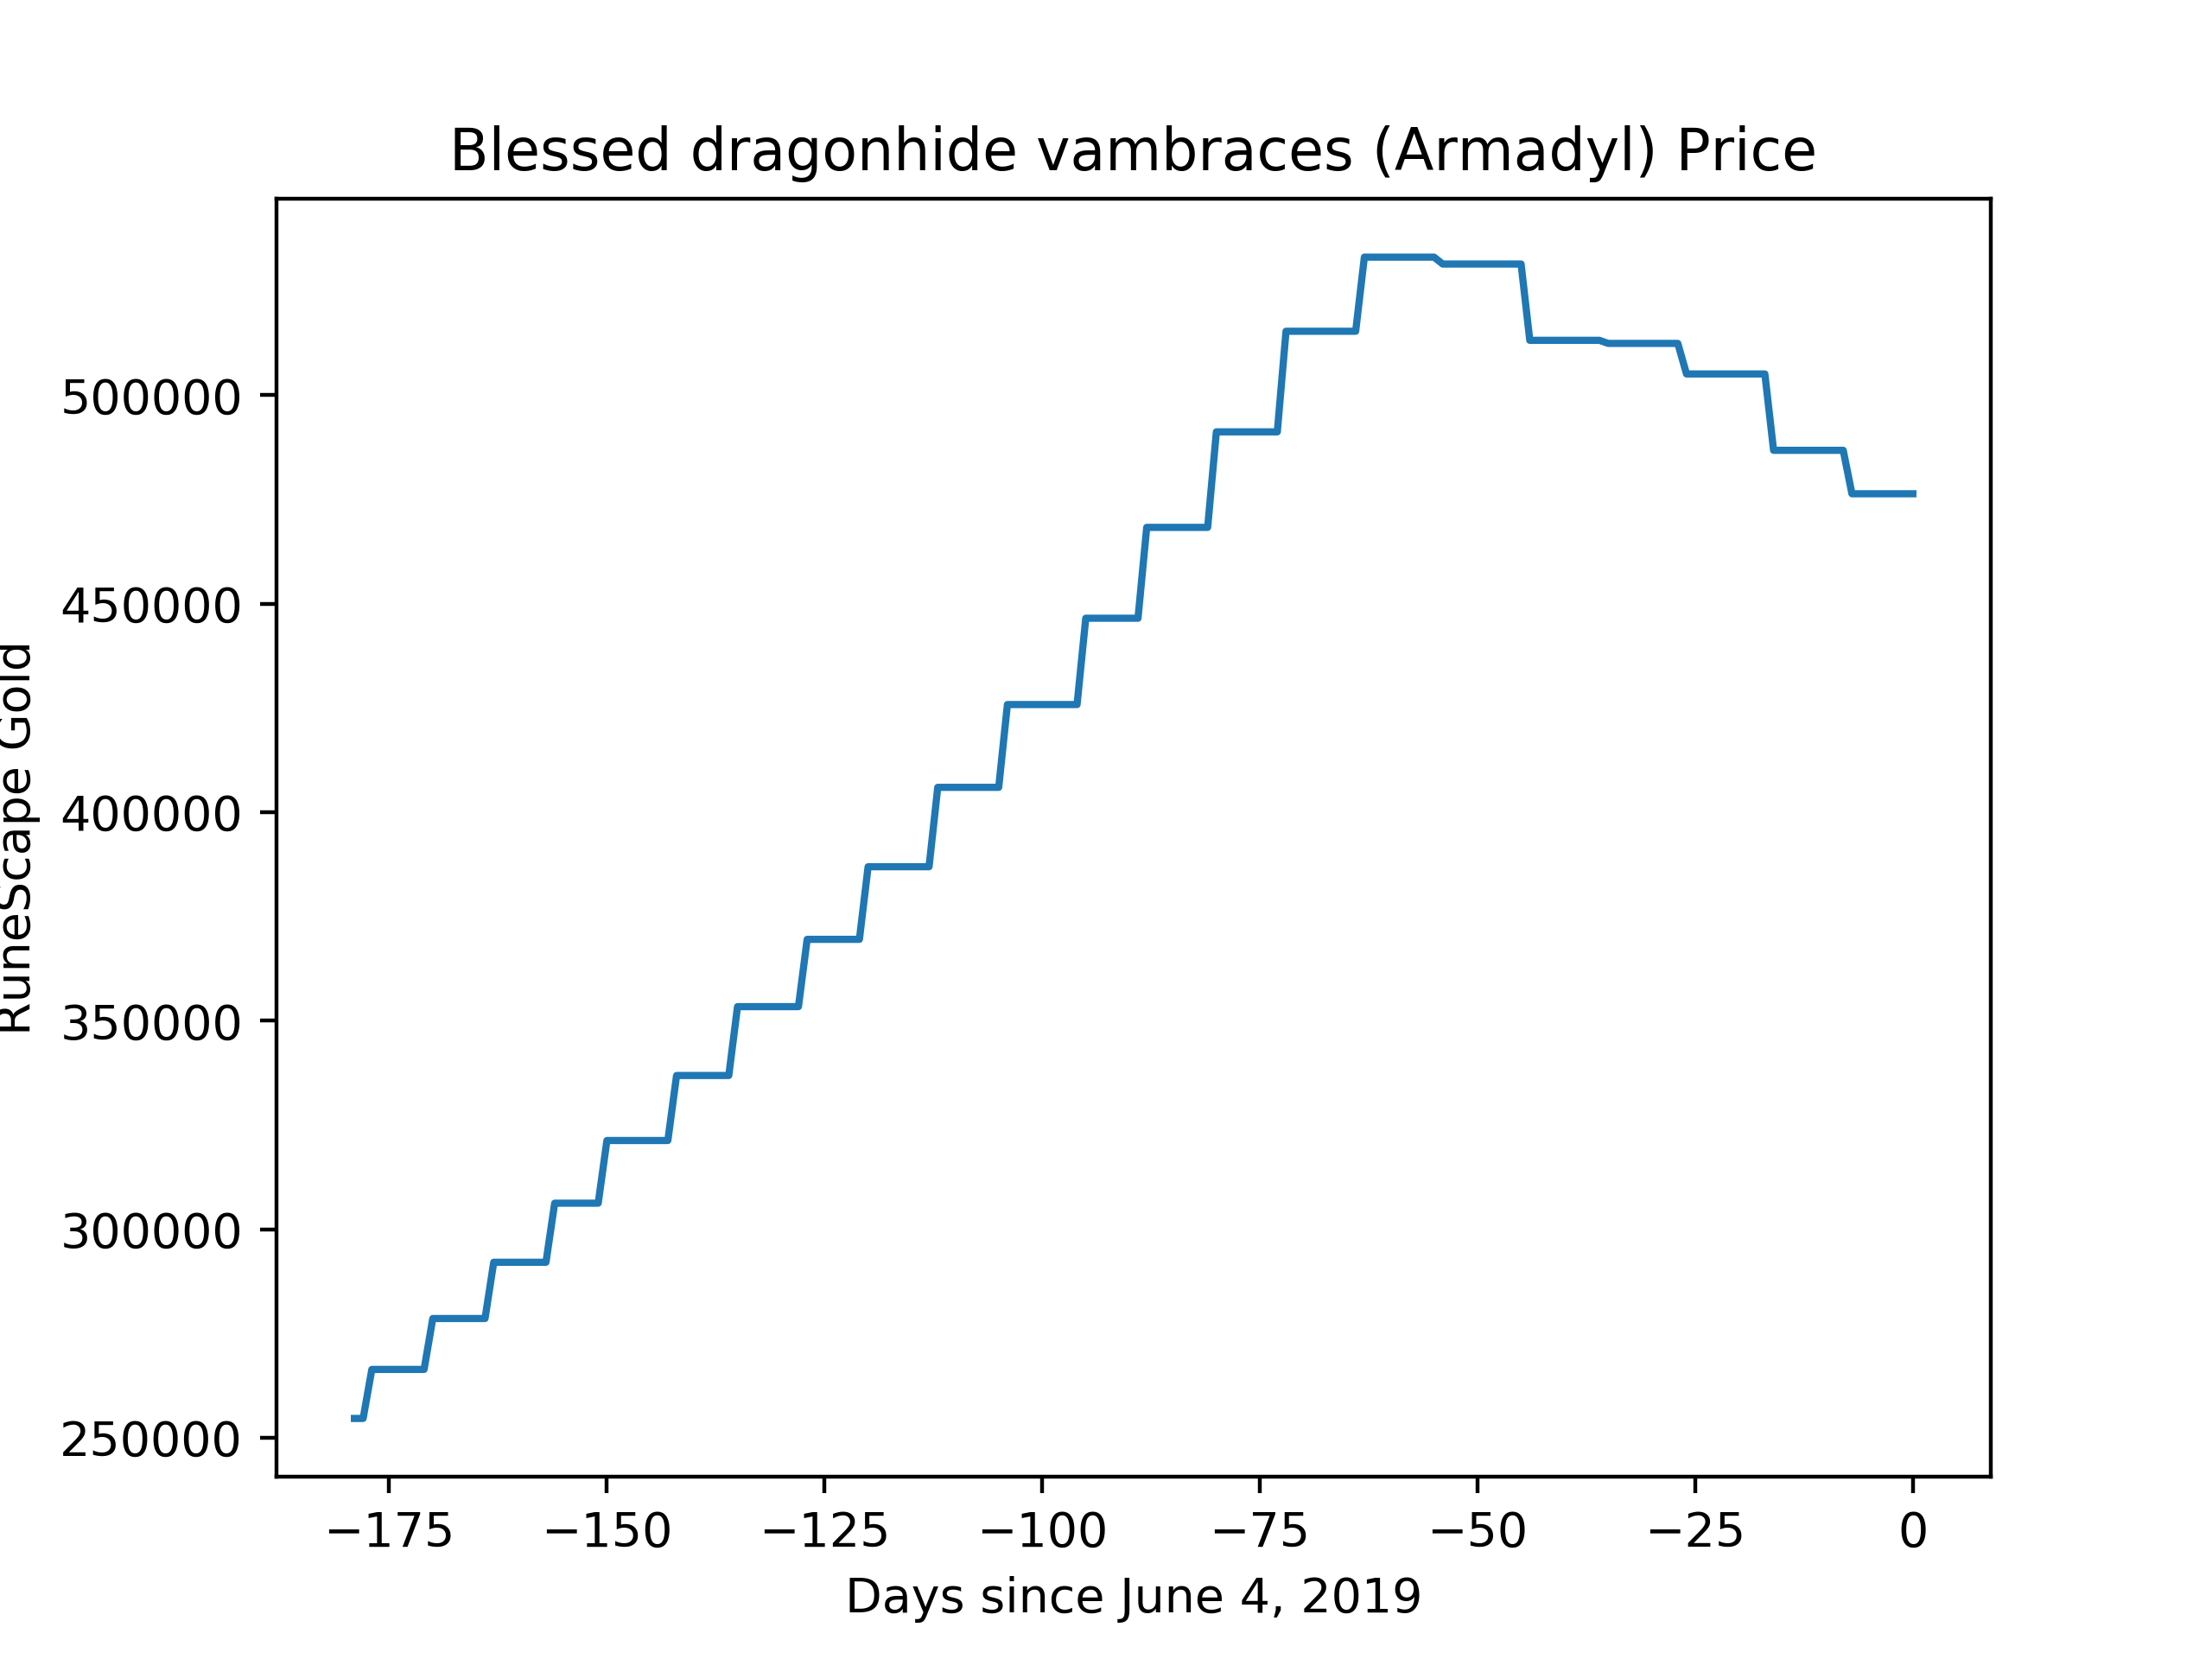 Blessed dragonhide vambraces (Armadyl) Price
RuneScape Gold
500000
450000
400000
350000
300000
250000
−175 −150 −125 −100 −75 −50 −25 0
Days since June 4, 2019